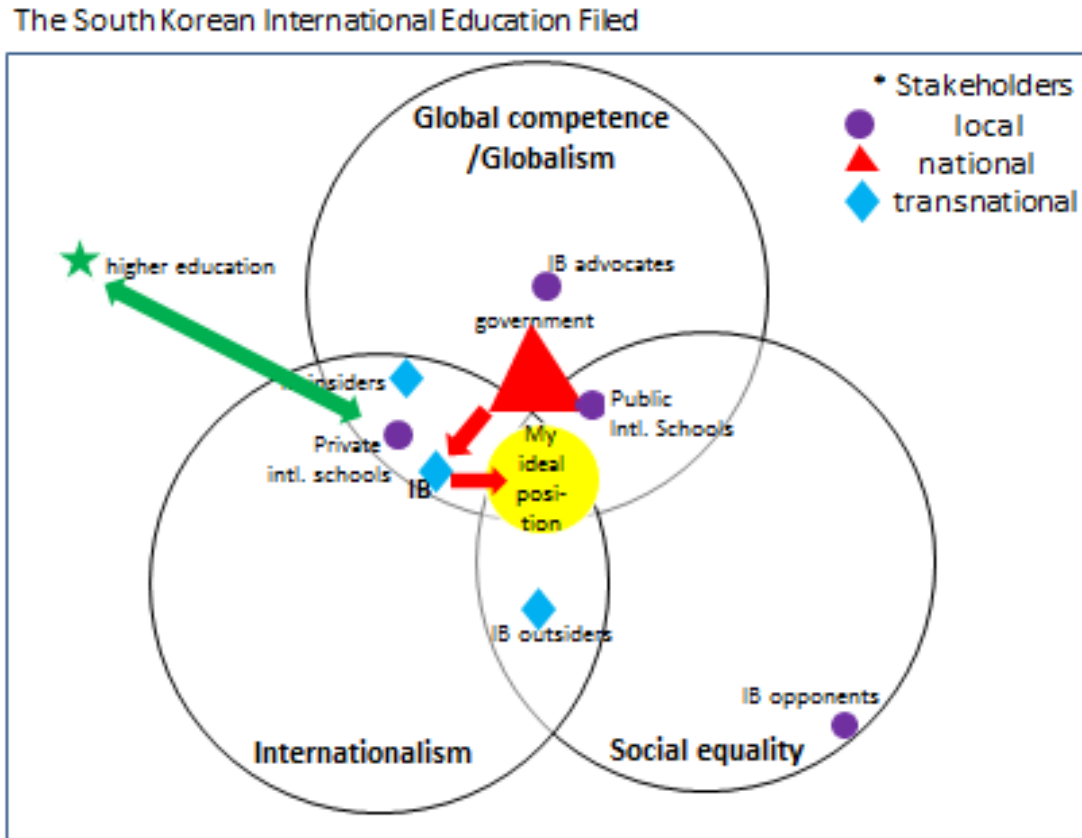 The South Korean International Education Filed
* Stakeholders
local
national
transnational
Global competence
/Globalism
higher education
IB advocates
government
insiders
Public
Intl. Schools
Private
intl. schools
IB
My
ideal
posi-
tion
IB outsiders
IB opponents
Internationalism
Social equality